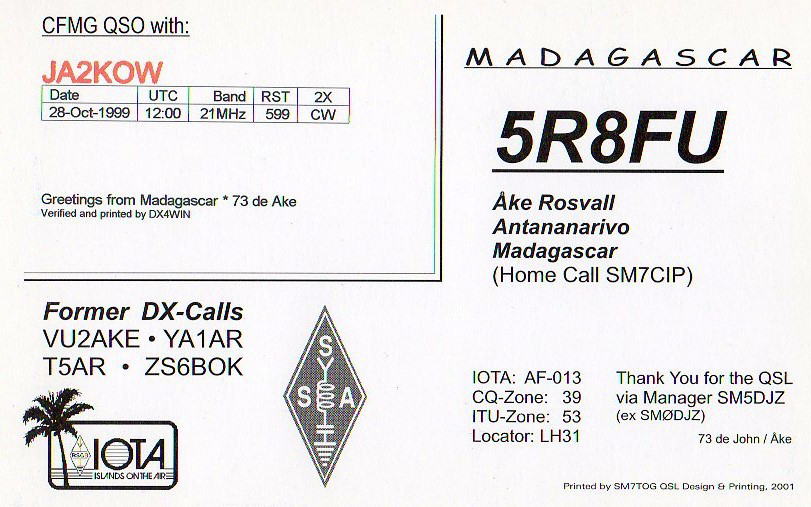 CFMG QSO with:
JA2KOW
Date UTC Band RST 2X
28-Oct-1999 12:00 21MHz 599 CW
Greetings from Madagascar * 73 de Ake
Verified and printed by DX4WIN
MADAGASCAR
5R8FU
Åke Rosvall
Antananarivo
Madagascar
(Home Call SM7CIP)
Former DX-Calls
VU2AKE • YA1AR
T5AR • ZS6BOK
RSGB
IOTA
ISLANDS ON THE AIR
S
S A
IOTA: AF-013
CQ-Zone: 39
ITU-Zone: 53
Locator: LH31
Thank You for the QSL
via Manager SM5DJZ
(ex SMØDJZ)
73 de John / Åke
Printed by SM7TOG QSL Design & Printing, 2001